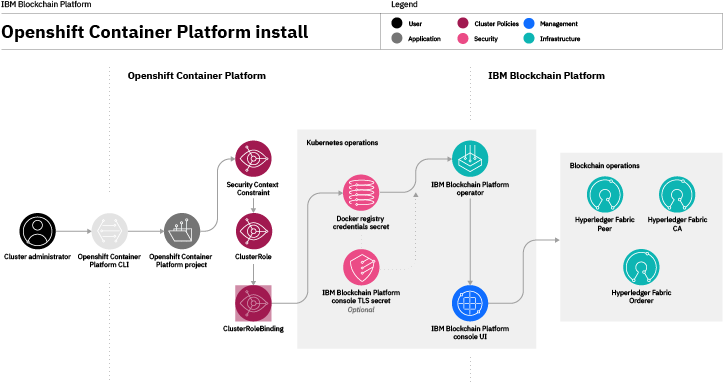 IBM Blockchain Platform
Openshift Container Platform install
Legend
User
Cluster Policies
Management
Application
Security
Infrastructure
Openshift Container Platform
IBM Blockchain Platform
Kubernetes operations
Blockchain operations
Cluster administrator
Openshift Container
Platform CLI
Openshift Container
Platform project
Security Context
Constraint
ClusterRole
ClusterRoleBinding
Docker registry
credentials secret
IBM Blockchain Platform
console TLS secret
Optional
IBM Blockchain Platform
operator
IBM Blockchain Platform
console UI
Hyperledger Fabric
Peer
Hyperledger Fabric
CA
Hyperledger Fabric
Orderer